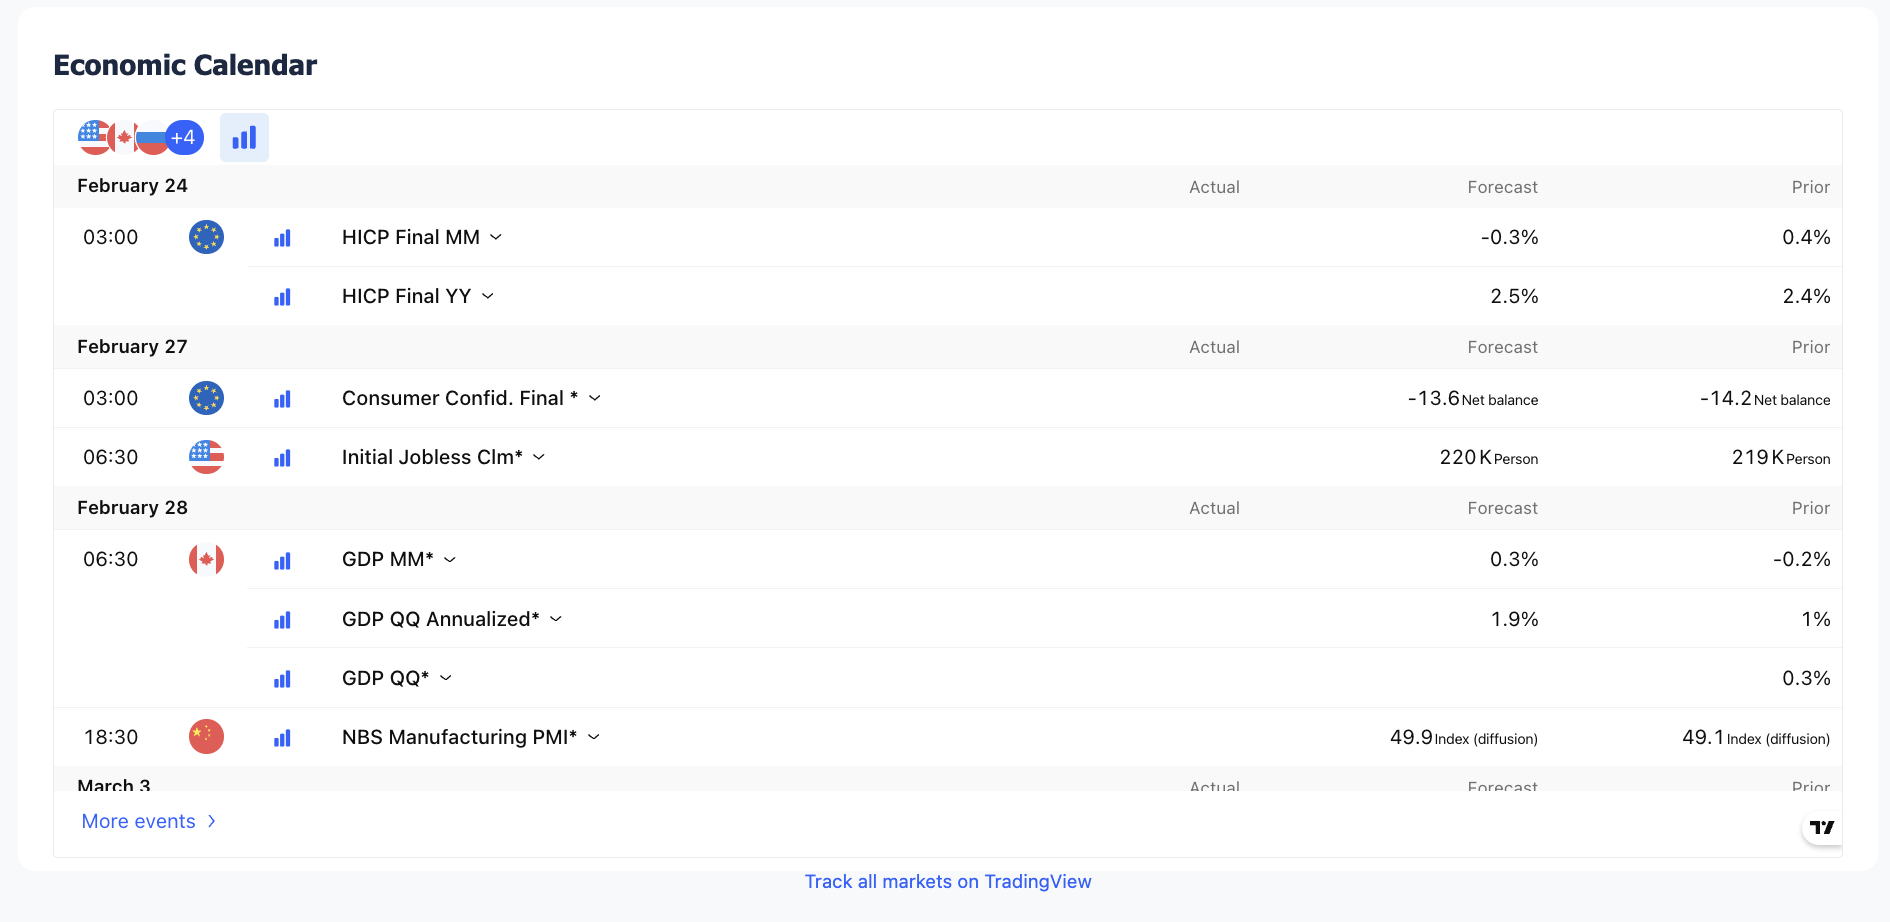 Economic Calendar
+4
February 24 Actual Forecast Prior
03:00 HICP Final MM -0.3% 0.4%
HICP Final YY 2.5% 2.4%
February 27 Actual Forecast Prior
03:00 Consumer Confid. Final * -13.6 Net balance -14.2 Net balance
06:30 Initial Jobless Clm* 220 K Person 219 K Person
February 28 Actual Forecast Prior
06:30 GDP MM* 0.3% -0.2%
GDP QQ Annualized* 1.9% 1%
GDP QQ* 0.3%
18:30 NBS Manufacturing PMI* 49.9 Index (diffusion) 49.1 Index (diffusion)
March 3 Actual Forecast Prior
More events
Track all markets on TradingView